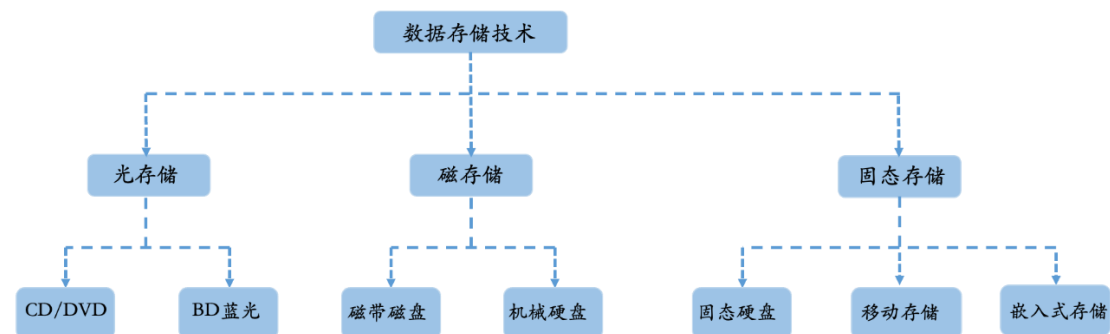 数据存储技术
光存储
磁存储
固态存储
CD/DVD
BD蓝光
磁带磁盘
机械硬盘
固态硬盘
移动存储
嵌入式存储